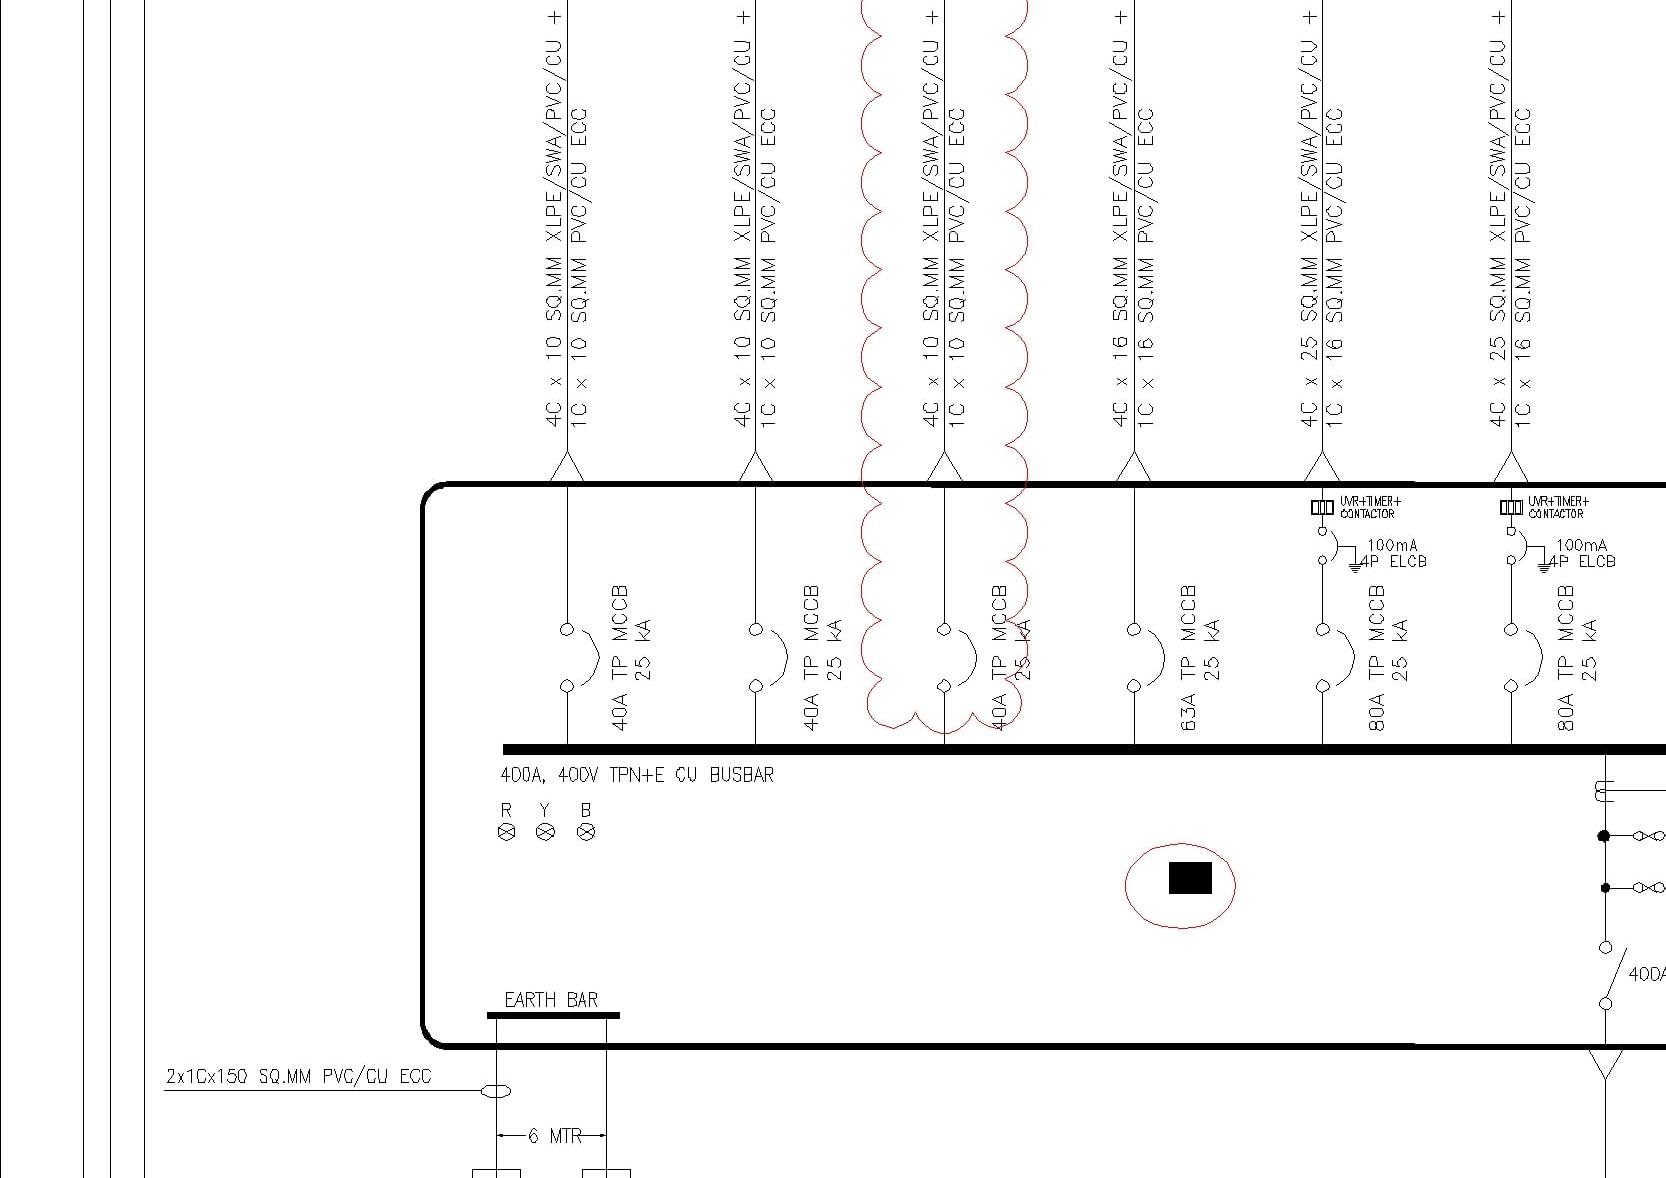 4C x 10 SQ.MM XLPE/SWA/PVC/CU +
1C x 10 SQ.MM PVC/CU ECC
4C x 10 SQ.MM XLPE/SWA/PVC/CU +
1C x 10 SQ.MM PVC/CU ECC
4C x 10 SQ.MM XLPE/SWA/PVC/CU +
1C x 10 SQ.MM PVC/CU ECC
4C x 16 SQ.MM XLPE/SWA/PVC/CU +
1C x 16 SQ.MM PVC/CU ECC
4C x 25 SQ.MM XLPE/SWA/PVC/CU +
1C x 16 SQ.MM PVC/CU ECC
4C x 25 SQ.MM XLPE/SWA/PVC/CU +
1C x 16 SQ.MM PVC/CU ECC
UVR+TIMER+
CONTACTOR
100mA
4P ELCB
UVR+TIMER+
CONTACTOR
100mA
4P ELCB
40A TP MCCB
25 kA
40A TP MCCB
25 kA
40A TP MCCB
25 kA
63A TP MCCB
25 kA
80A TP MCCB
25 kA
80A TP MCCB
25 kA
400A, 400V TPN+E CU BUSBAR
R Y B
400A
EARTH BAR
2x1Cx150 SQ.MM PVC/CU ECC
6 MTR